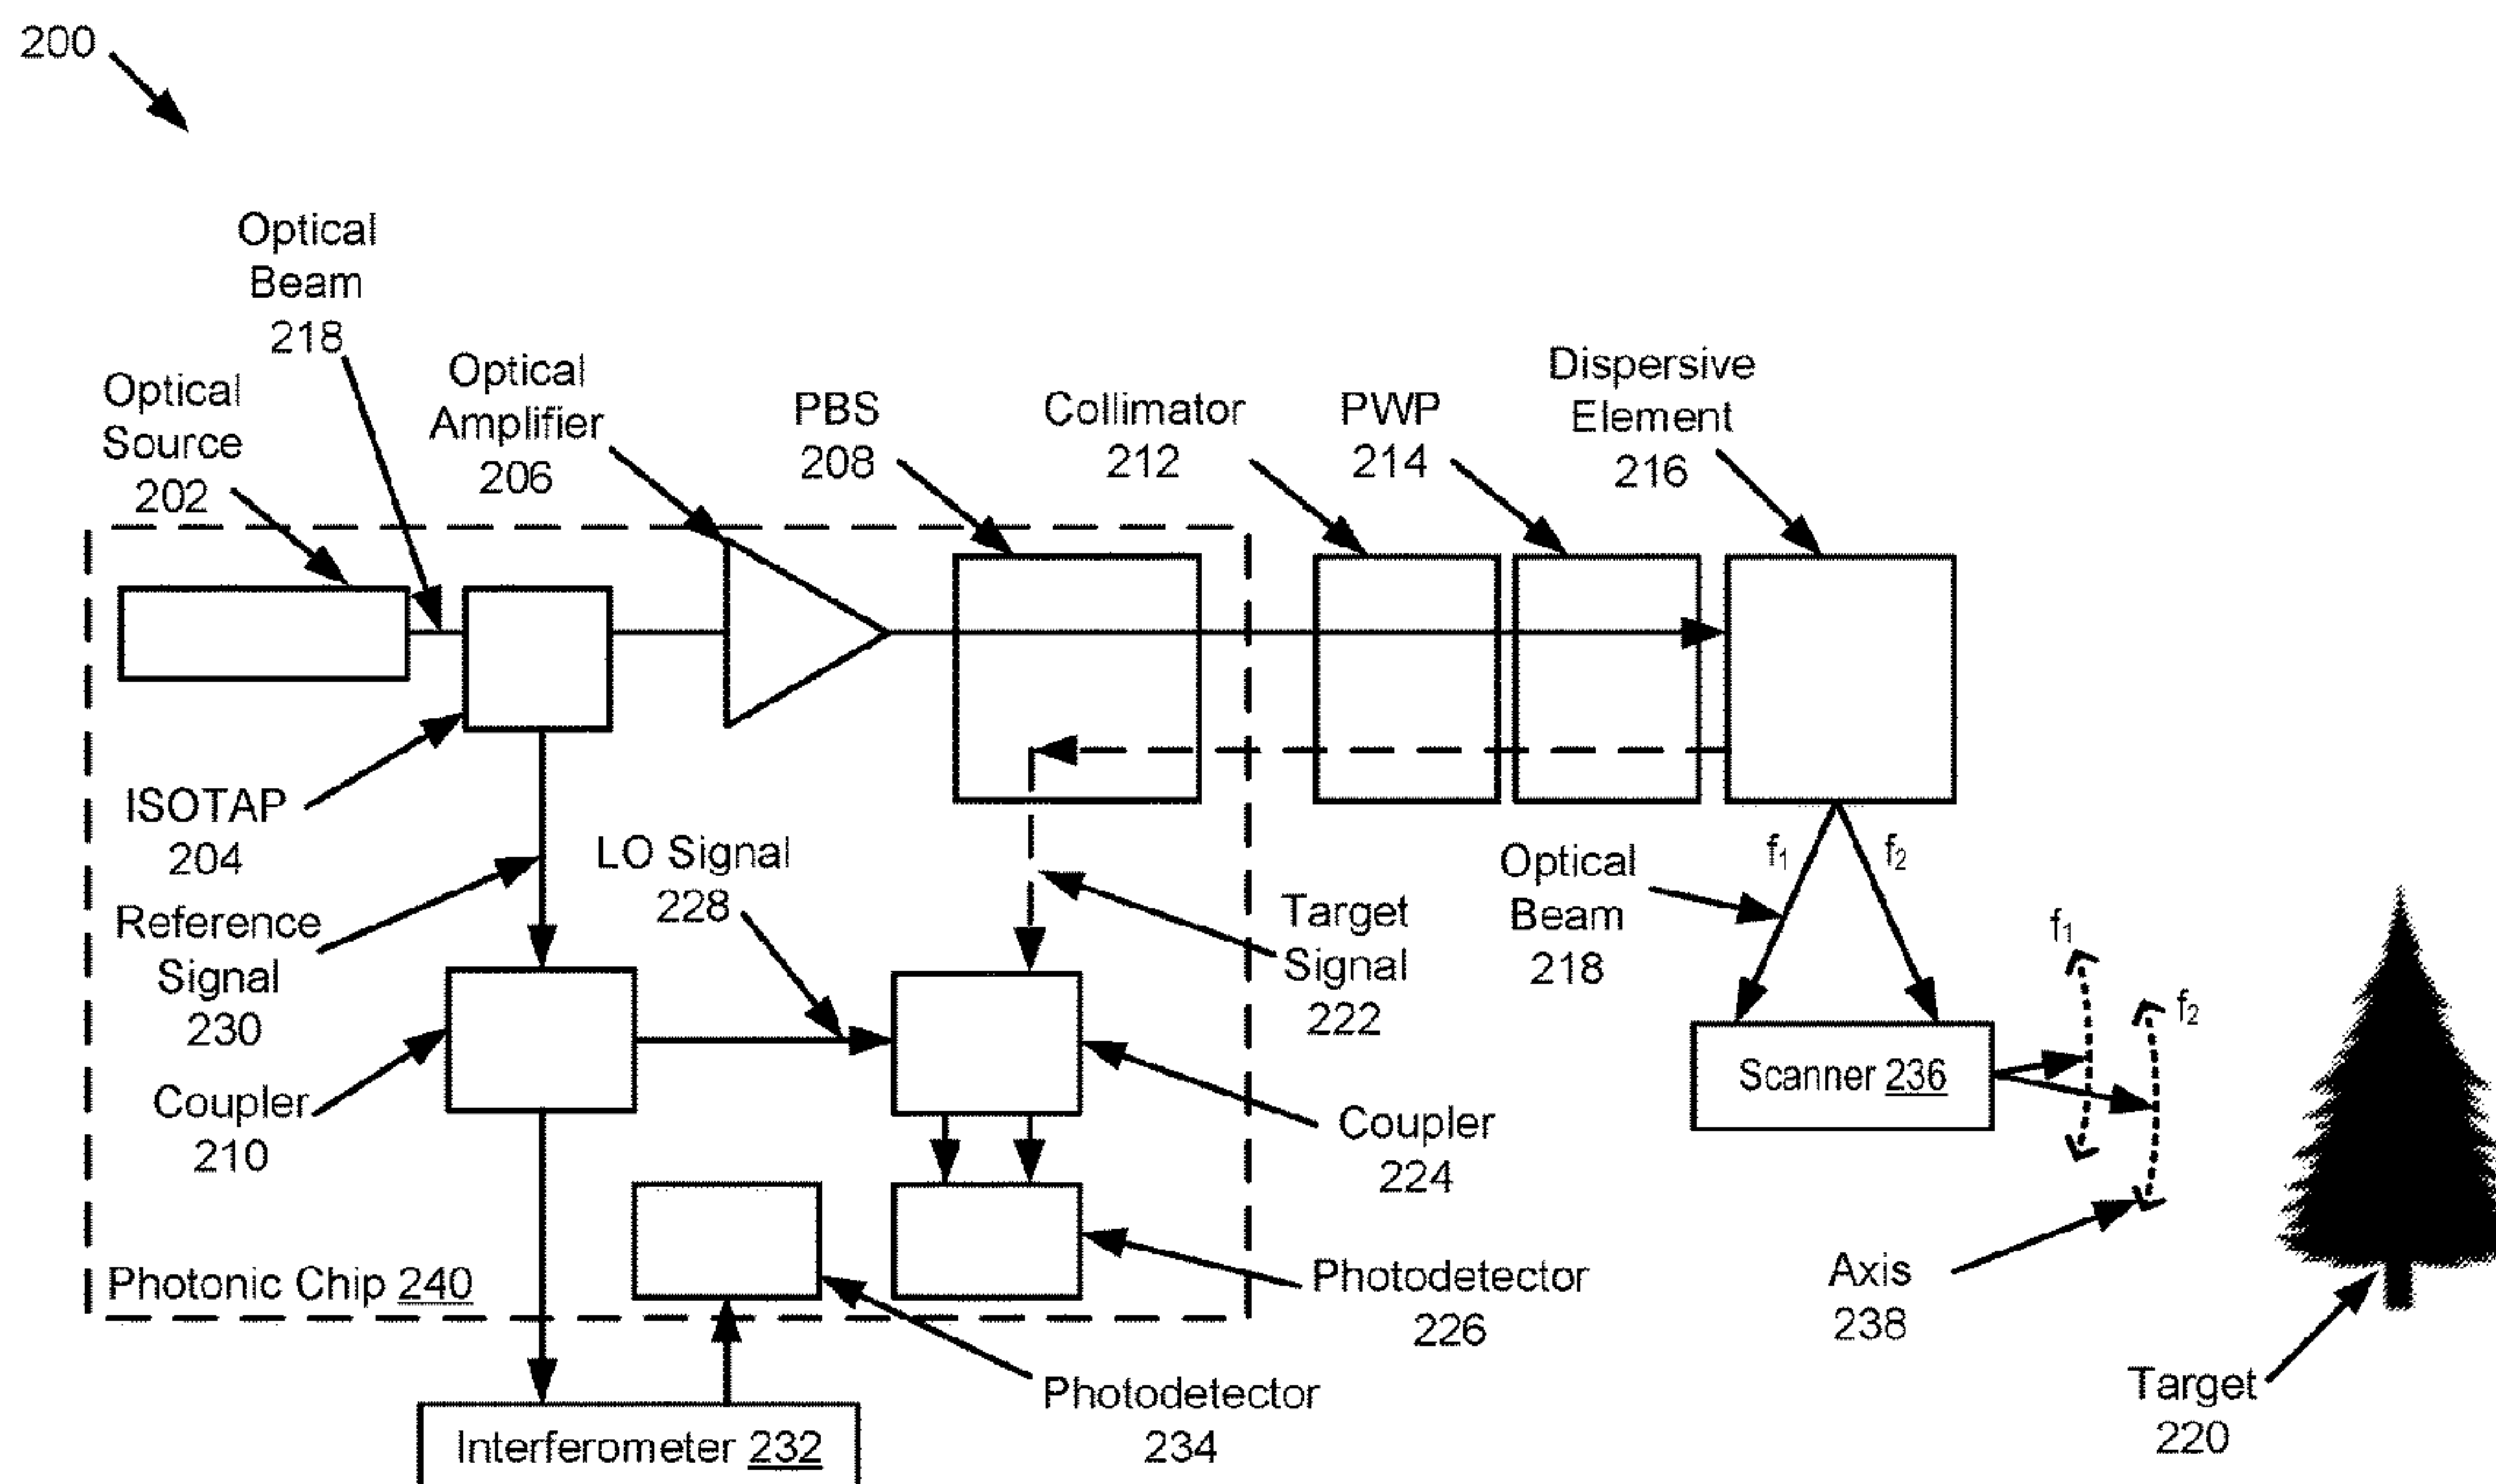 200
Optical
Beam
218
Optical
Source
202
Optical
Amplifier
206
PBS
208
Collimator
212
PWP
214
Dispersive
Element
216
ISOTAP
204
Reference
Signal
230
LO Signal
228
Target
Signal
222
Optical
Beam
218
f₁
f₂
f₁
f₂
Scanner 236
Coupler
210
Coupler
224
Photonic Chip 240
Photodetector
226
Axis
238
Photodetector
234
Target
220
Interferometer 232